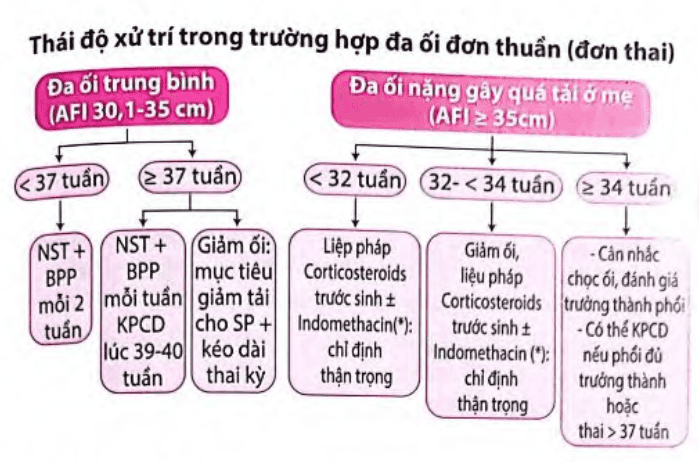 Thái độ xử trí trong trường hợp đa ối đơn thuần (đơn thai)
Đa ối trung bình
(AFI 30,1-35 cm)
Đa ối nặng gây quá tải ở mẹ
(AFI ≥ 35cm)
< 37 tuần
≥ 37 tuần
< 32 tuần
32- < 34 tuần
≥ 34 tuần
NST +
BPP
mỗi 2
tuần
NST +
BPP
mỗi tuần
KPCD
lúc 39-40
tuần
Giảm ối:
mục tiêu
giảm tải
cho SP +
kéo dài
thai kỳ
Liệp pháp
Corticosteroids
trước sinh ±
Indomethacin(*):
chỉ định
thận trọng
Giảm ối,
liệu pháp
Corticosteroids
trước sinh ±
Indomethacin (*):
chỉ định
thận trọng
- Cân nhắc
chọc ối, đánh giá
trưởng thành phổi
- Có thể KPCD
nếu phổi đủ
trưởng thành
hoặc
thai > 37 tuần